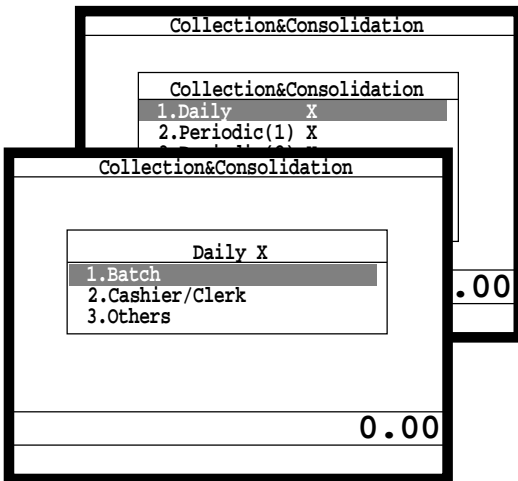 Collection&Consolidation
Collection&Consolidation
1.Daily X
2.Periodic(1) X
.00
Collection&Consolidation
Daily X
1.Batch
2.Cashier/Clerk
3.Others
0.00